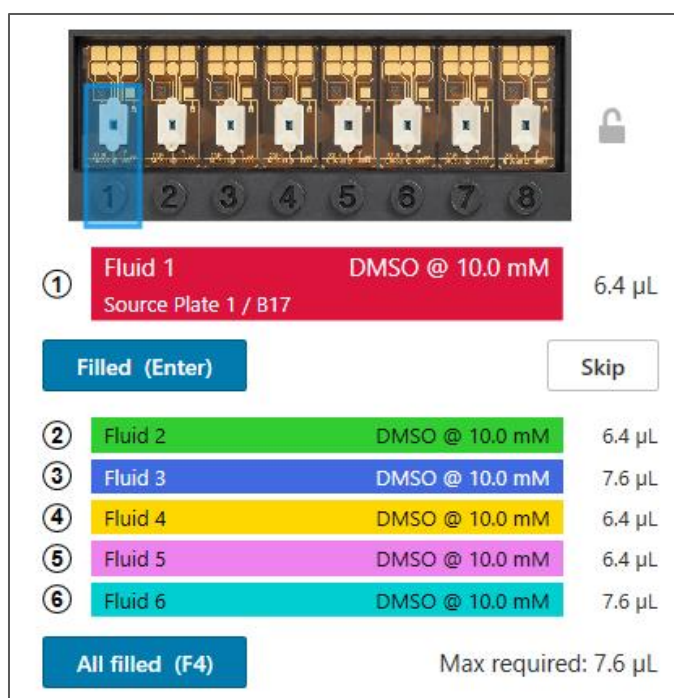 1 2 3 4 5 6 7 8
1 Fluid 1 DMSO @ 10.0 mM 6.4 µL
Source Plate 1 / B17
Filled (Enter) Skip
2 Fluid 2 DMSO @ 10.0 mM 6.4 µL
3 Fluid 3 DMSO @ 10.0 mM 7.6 µL
4 Fluid 4 DMSO @ 10.0 mM 6.4 µL
5 Fluid 5 DMSO @ 10.0 mM 6.4 µL
6 Fluid 6 DMSO @ 10.0 mM 7.6 µL
All filled (F4) Max required: 7.6 µL